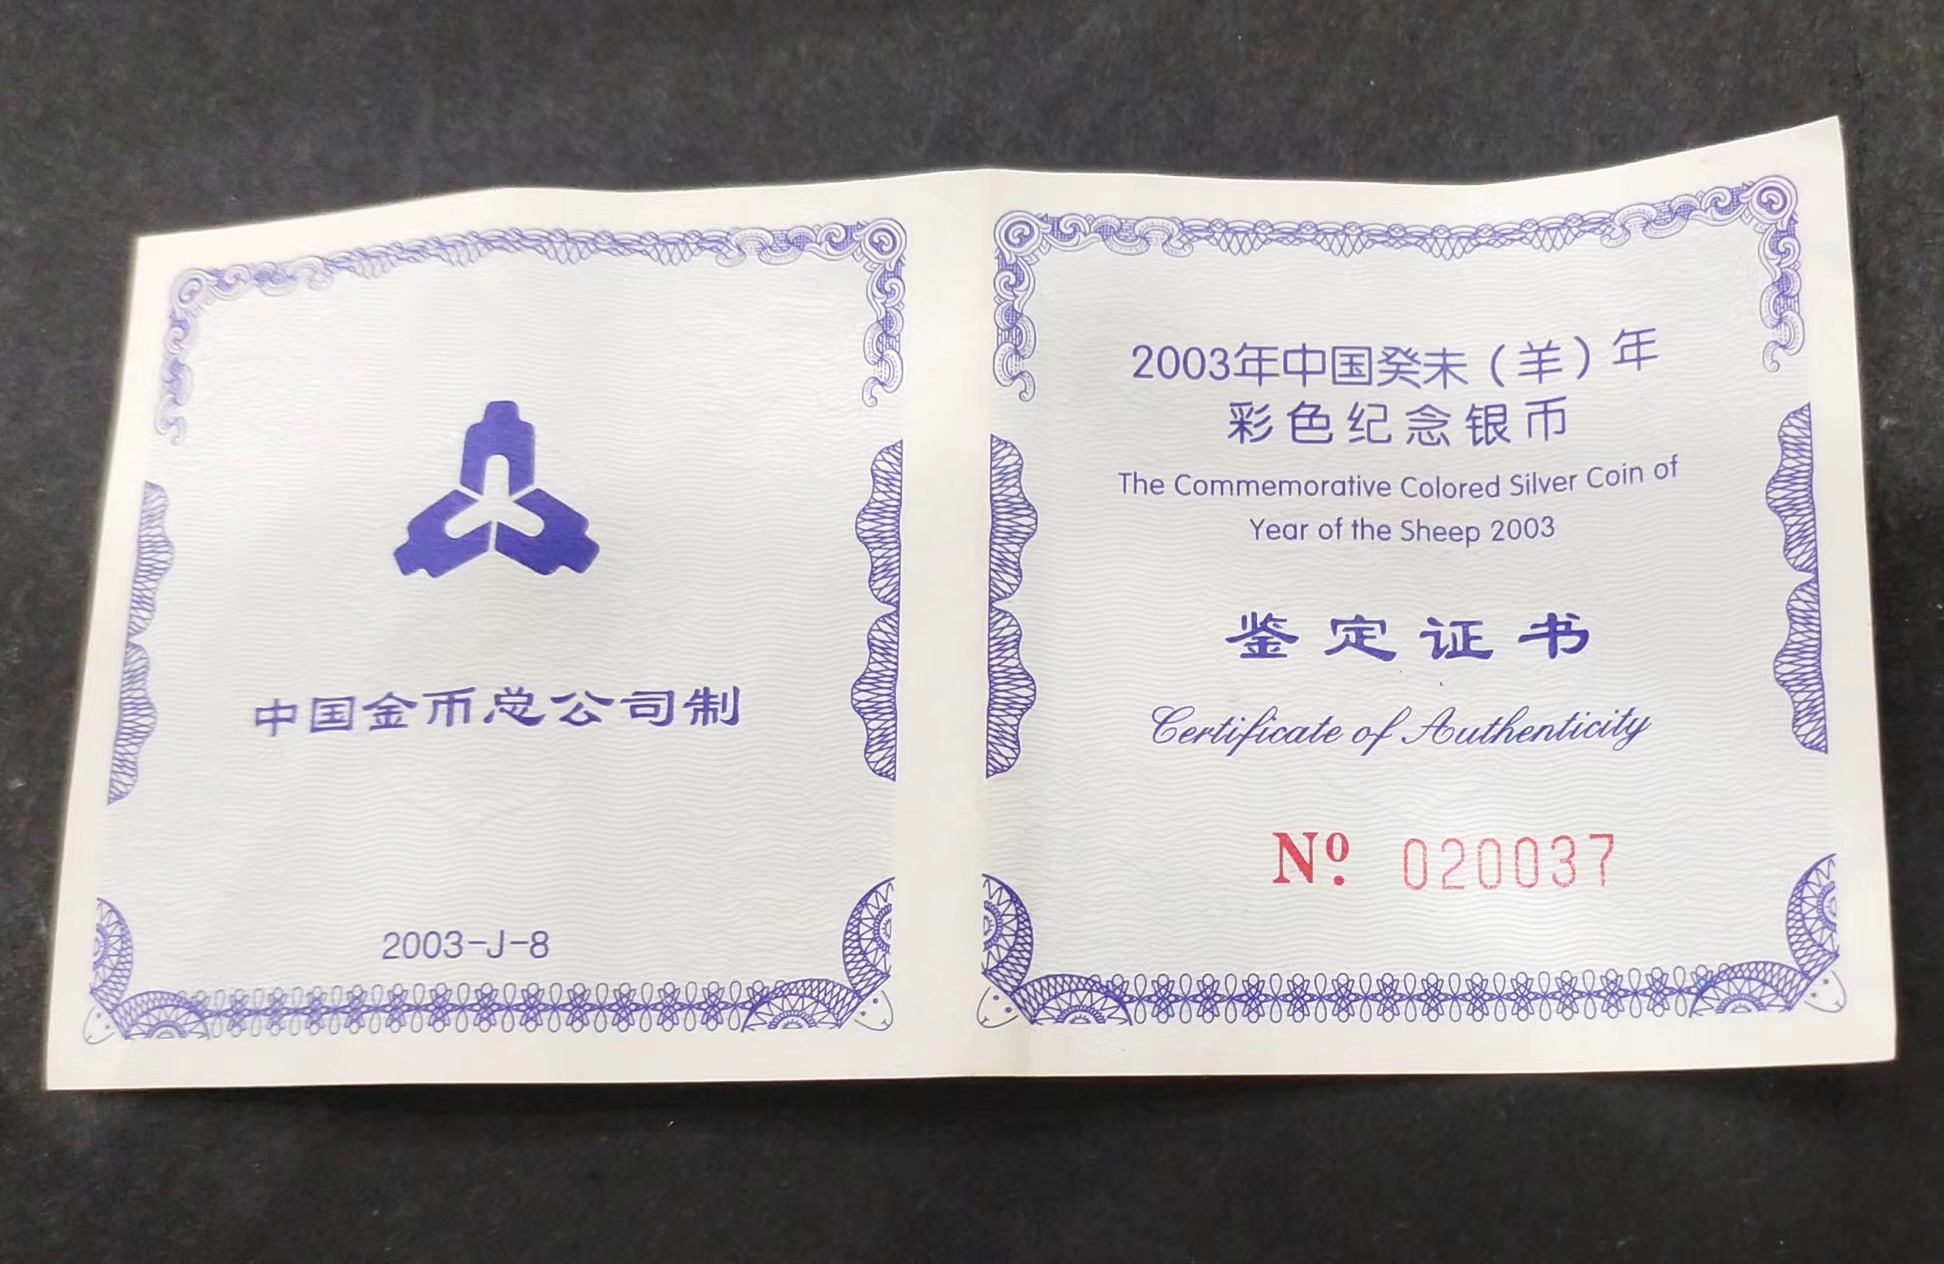 中国金币总公司制
2003-J-8
2003年中国癸未（羊）年
彩色纪念银币
The Commemorative Colored Silver Coin of
Year of the Sheep 2003
鉴定证书
Certificate of Authenticity
Nº. 020037